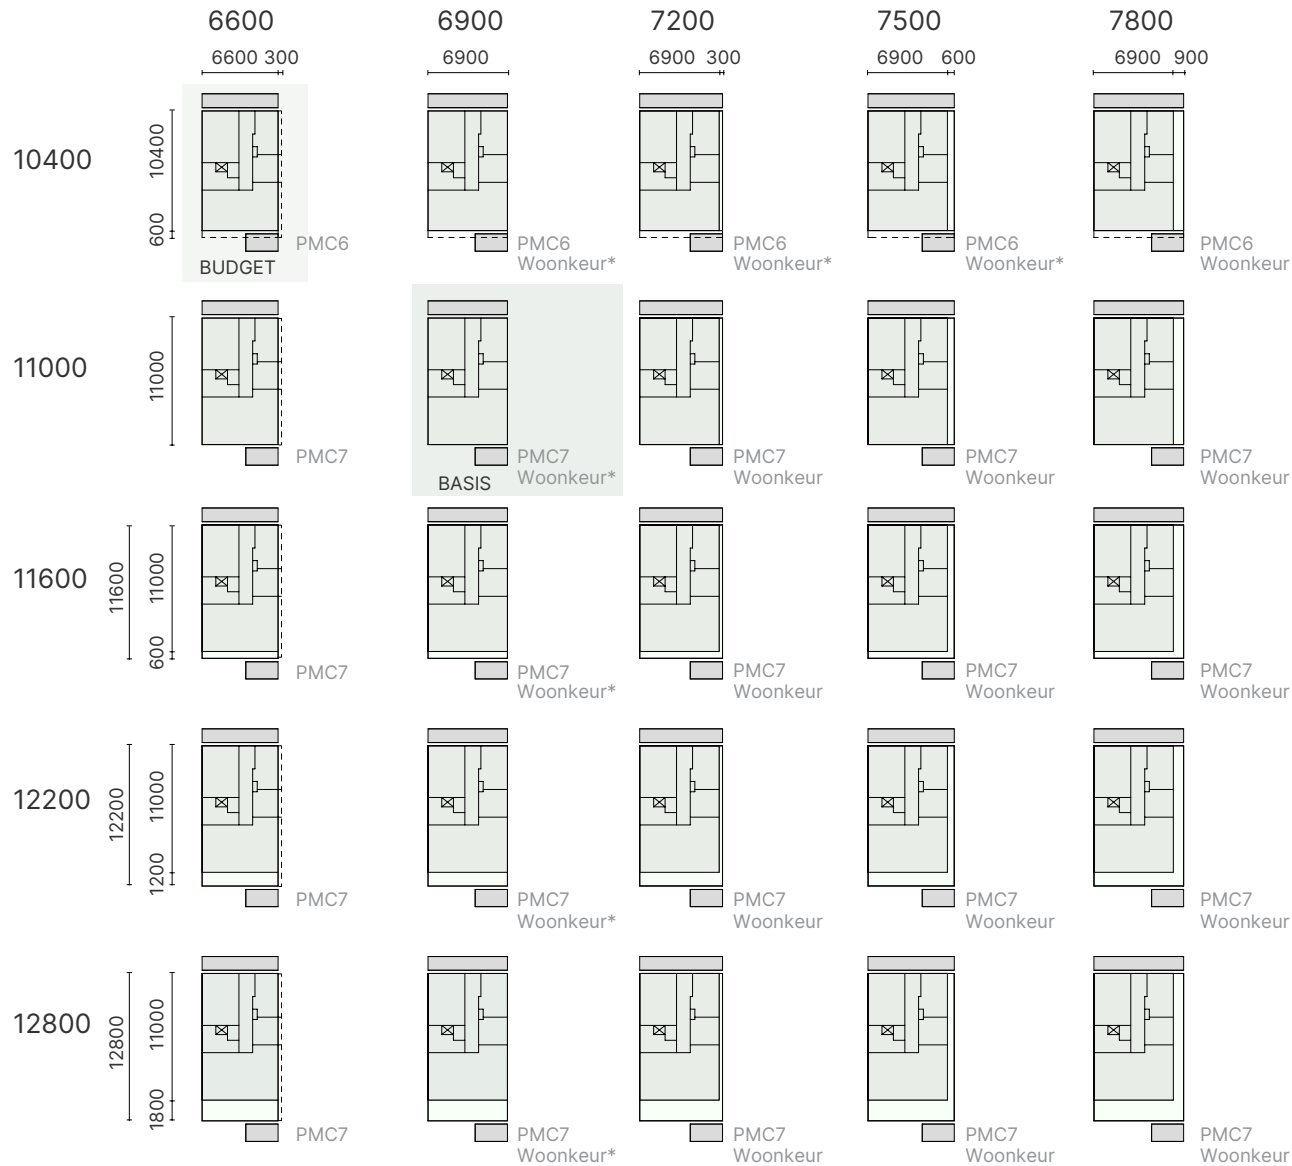 6600 6900 7200 7500 7800
6600 300 6900 6900 300 6900 600 6900 900
10400
10400
600
PMC6 PMC6 PMC6 PMC6 PMC6
Woonkeur* Woonkeur* Woonkeur* Woonkeur
BUDGET
11000
11000
PMC7 PMC7 PMC7 PMC7 PMC7
Woonkeur* Woonkeur Woonkeur Woonkeur
BASIS
11600
11600
11000
600
PMC7 PMC7 PMC7 PMC7 PMC7
Woonkeur* Woonkeur Woonkeur Woonkeur
12200
12200
11000
1200
PMC7 PMC7 PMC7 PMC7 PMC7
Woonkeur* Woonkeur Woonkeur Woonkeur
12800
12800
11000
1800
PMC7 PMC7 PMC7 PMC7 PMC7
Woonkeur* Woonkeur Woonkeur Woonkeur